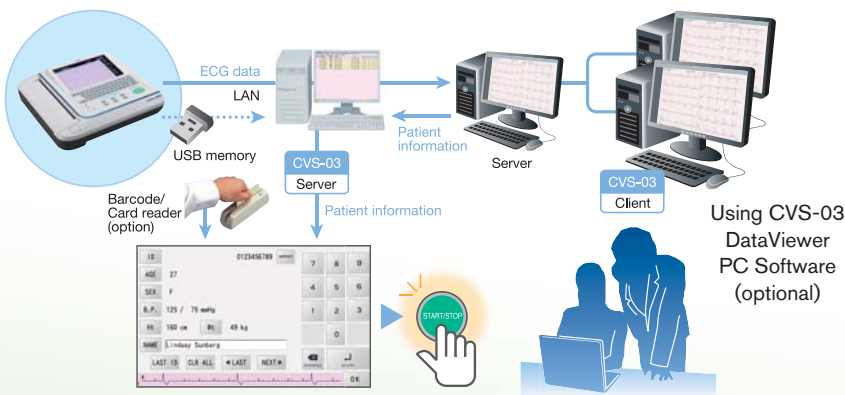 ECG data
LAN
USB memory
Patient
information
Server
CVS-03
Server
CVS-03
Client
Barcode/
Card reader
(option)
Patient information
Using CVS-03
DataViewer
PC Software
(optional)
ID 0123456789
7 8 9
AGE 27
4 5 6
SEX F
B.P. 125 / 75 mmHg
1 2 3
Ht 160 cm Wt 49 kg
0
NAME Lindsey Sunberg
LAST ID CLR ALL LAST NEXT
OK
START/STOP